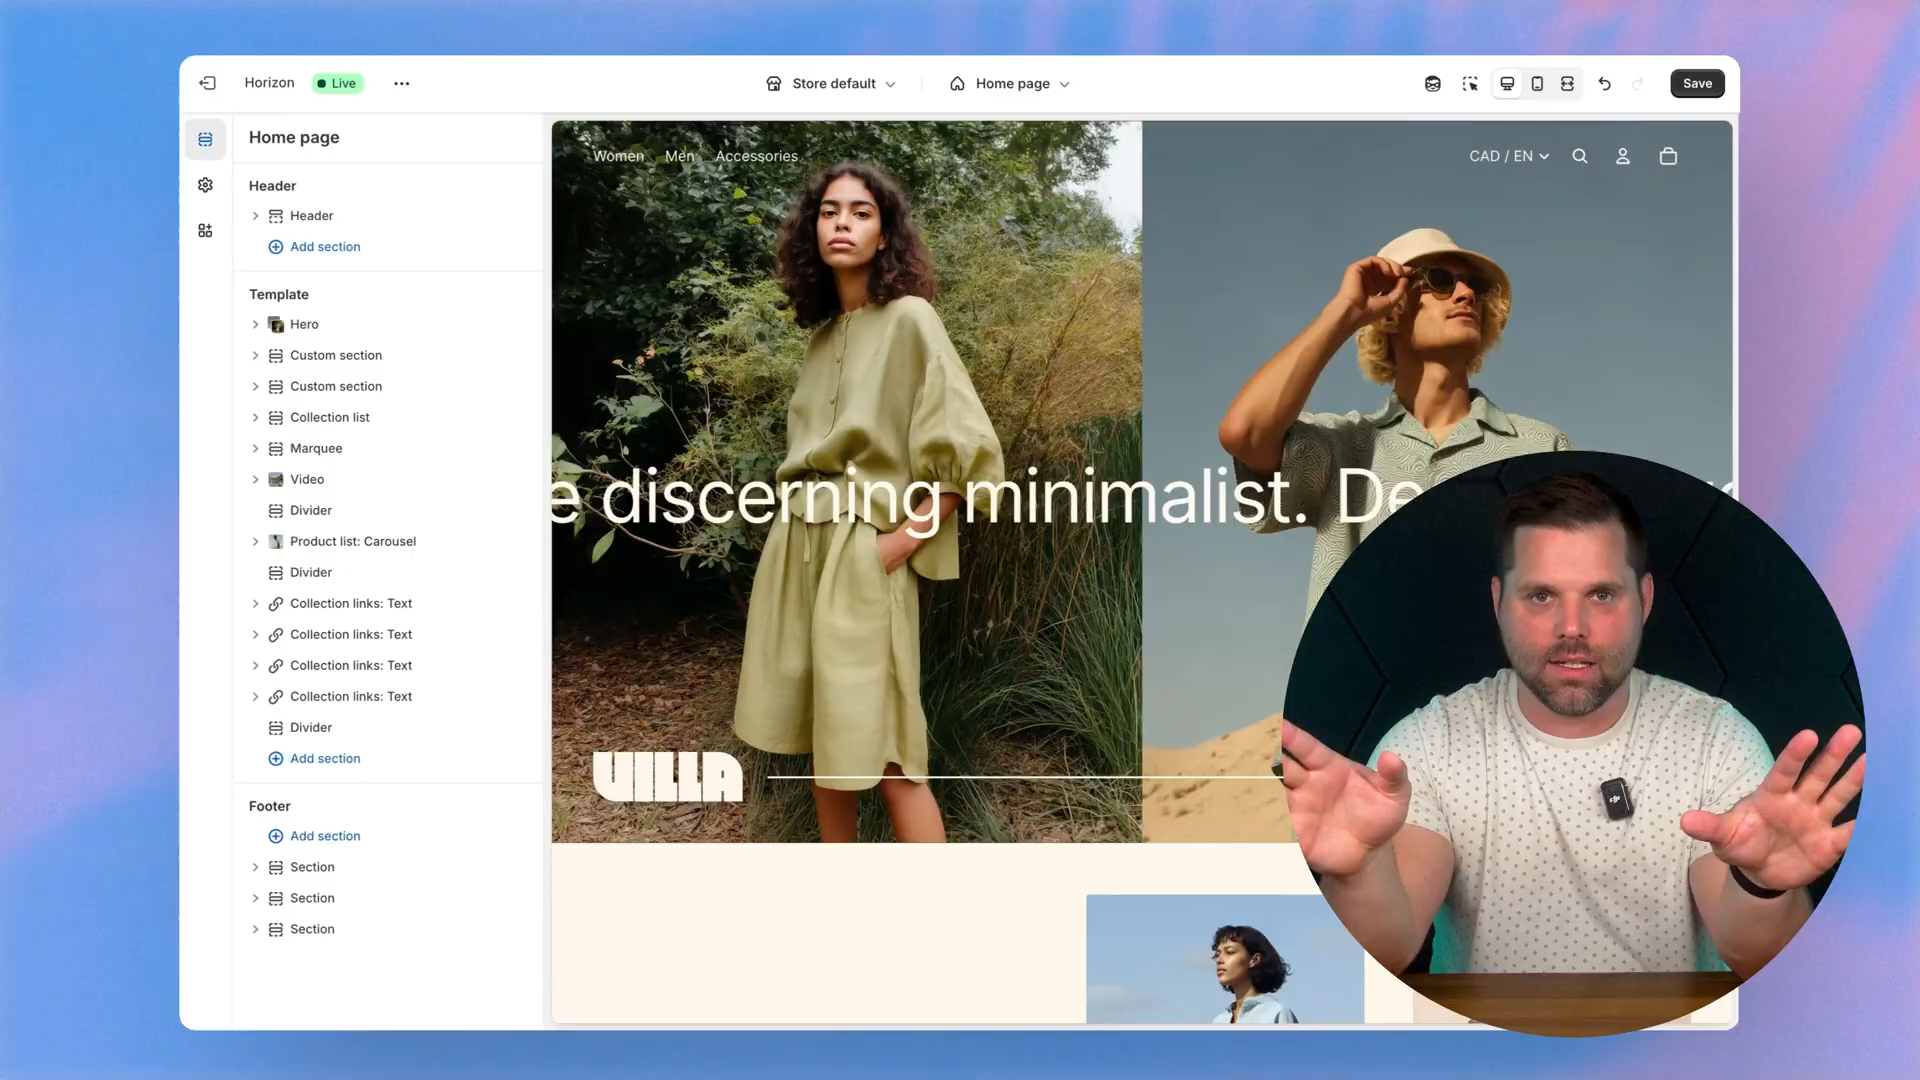 Horizon
Live
Store default
Home page
Save
Home page
Header
Header
Add section
Template
Hero
Custom section
Custom section
Collection list
Marquee
Video
Divider
Product list: Carousel
Divider
Collection links: Text
Collection links: Text
Collection links: Text
Collection links: Text
Divider
Add section
Footer
Add section
Section
Section
Section
Women Men Accessories
CAD / EN
e discerning minimalist. De
VILLA
dji